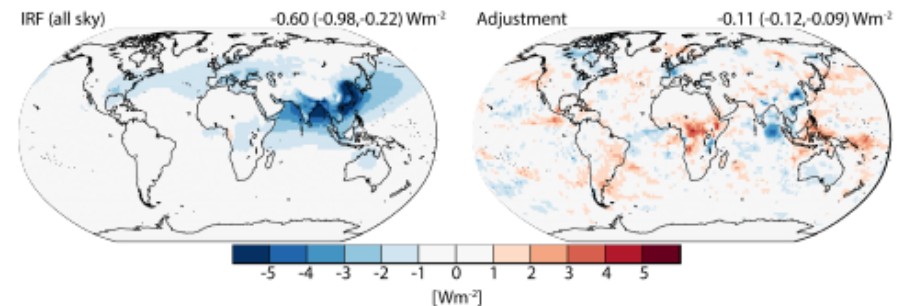 IRF (all sky) -0.60 (-0.98,-0.22) Wm⁻²
Adjustment -0.11 (-0.12,-0.09) Wm⁻²
-5 -4 -3 -2 -1 0 1 2 3 4 5
[Wm⁻²]